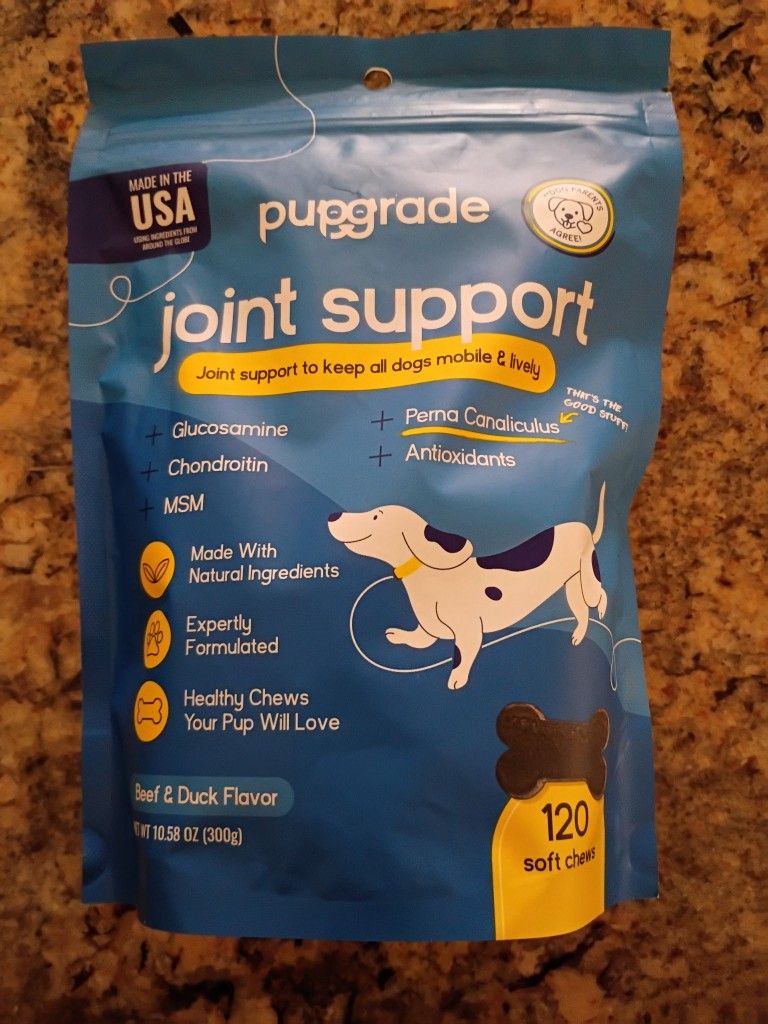 MADE IN THE
USA
USING INGREDIENTS FROM
AROUND THE GLOBE
pupgrade
DOG PARENTS
AGREE!
joint support
Joint support to keep all dogs mobile & lively
+ Glucosamine
+ Chondroitin
+ MSM
+ Perna Canaliculus
THAT'S THE
GOOD STUFF!
+ Antioxidants
Made With
Natural Ingredients
Expertly
Formulated
Healthy Chews
Your Pup Will Love
Beef & Duck Flavor
WT 10.58 OZ (300g)
120
soft chews